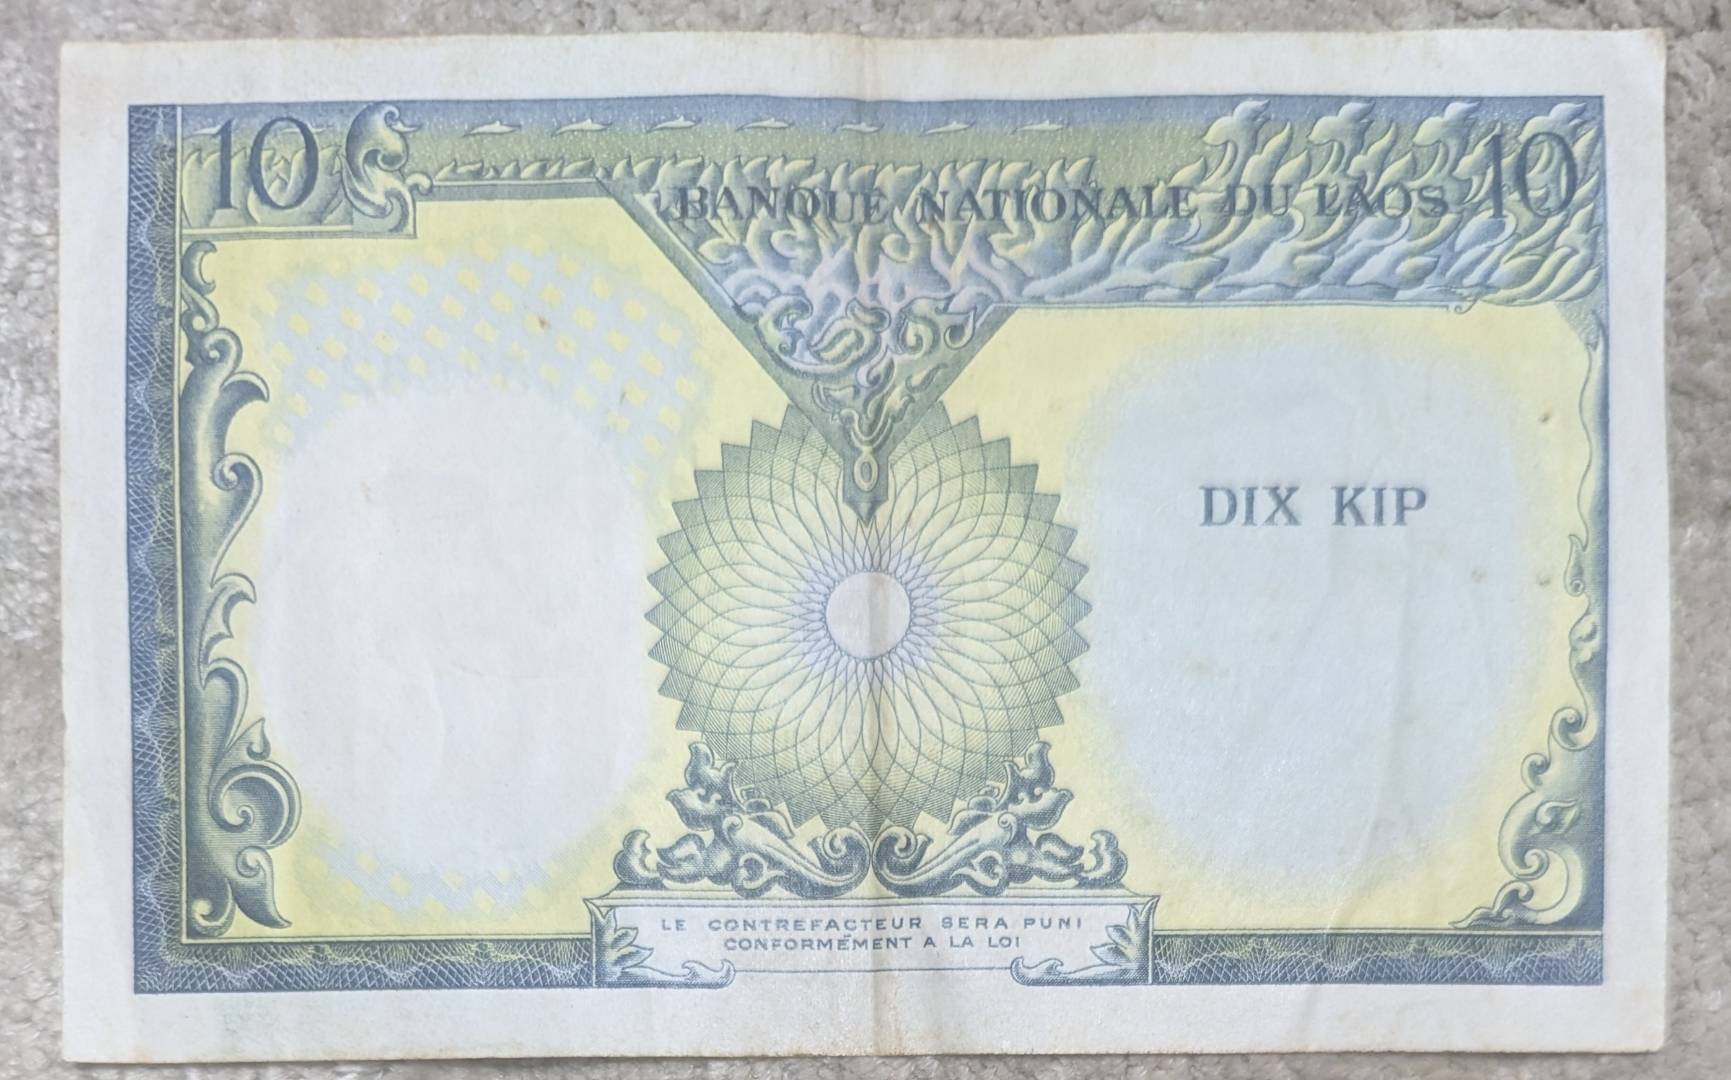 10 BANQUE NATIONALE DU LAOS 10
DIX KIP
LE CONTREFACTEUR SERA PUNI
CONFORMÉMENT A LA LOI